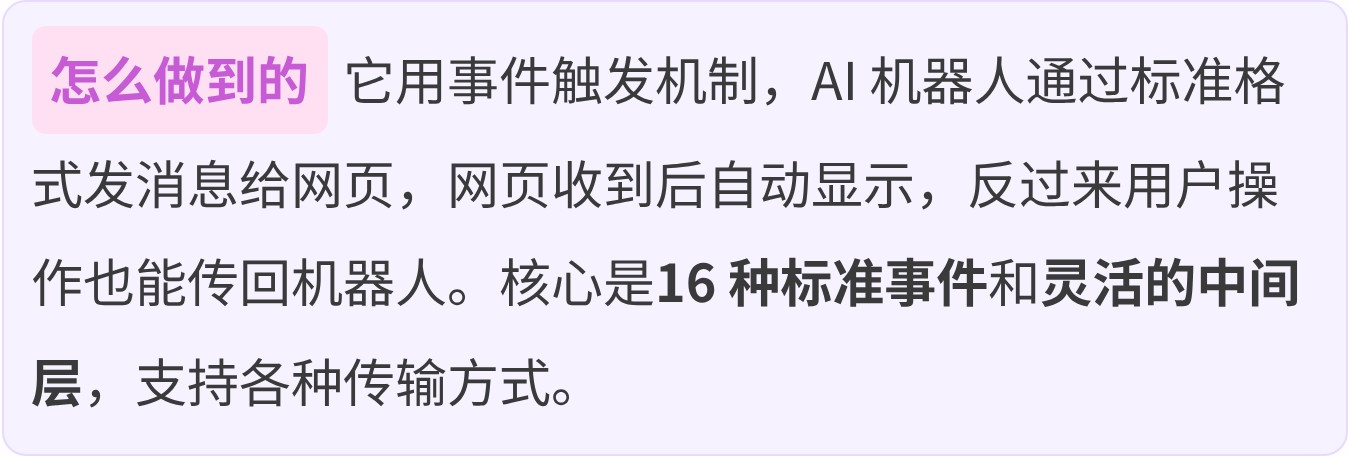 怎么做到的 它用事件触发机制，AI 机器人通过标准格
式发消息给网页，网页收到后自动显示，反过来用户操
作也能传回机器人。核心是16 种标准事件和灵活的中间
层，支持各种传输方式。